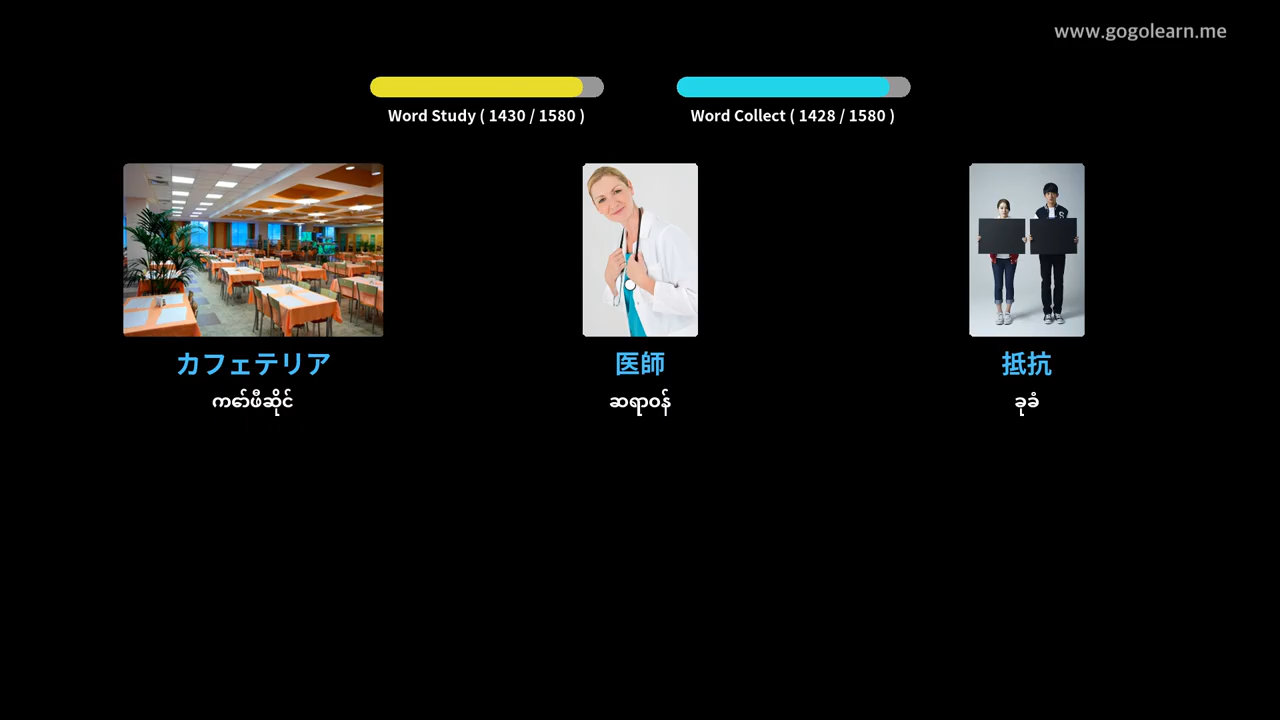 www.gogolearn.me
Word Study ( 1430 / 1580 )
Word Collect ( 1428 / 1580 )
カフェテリア
ကော်ဖီဆိုင်
医師
ဆရာဝန်
抵抗
ခုခံ